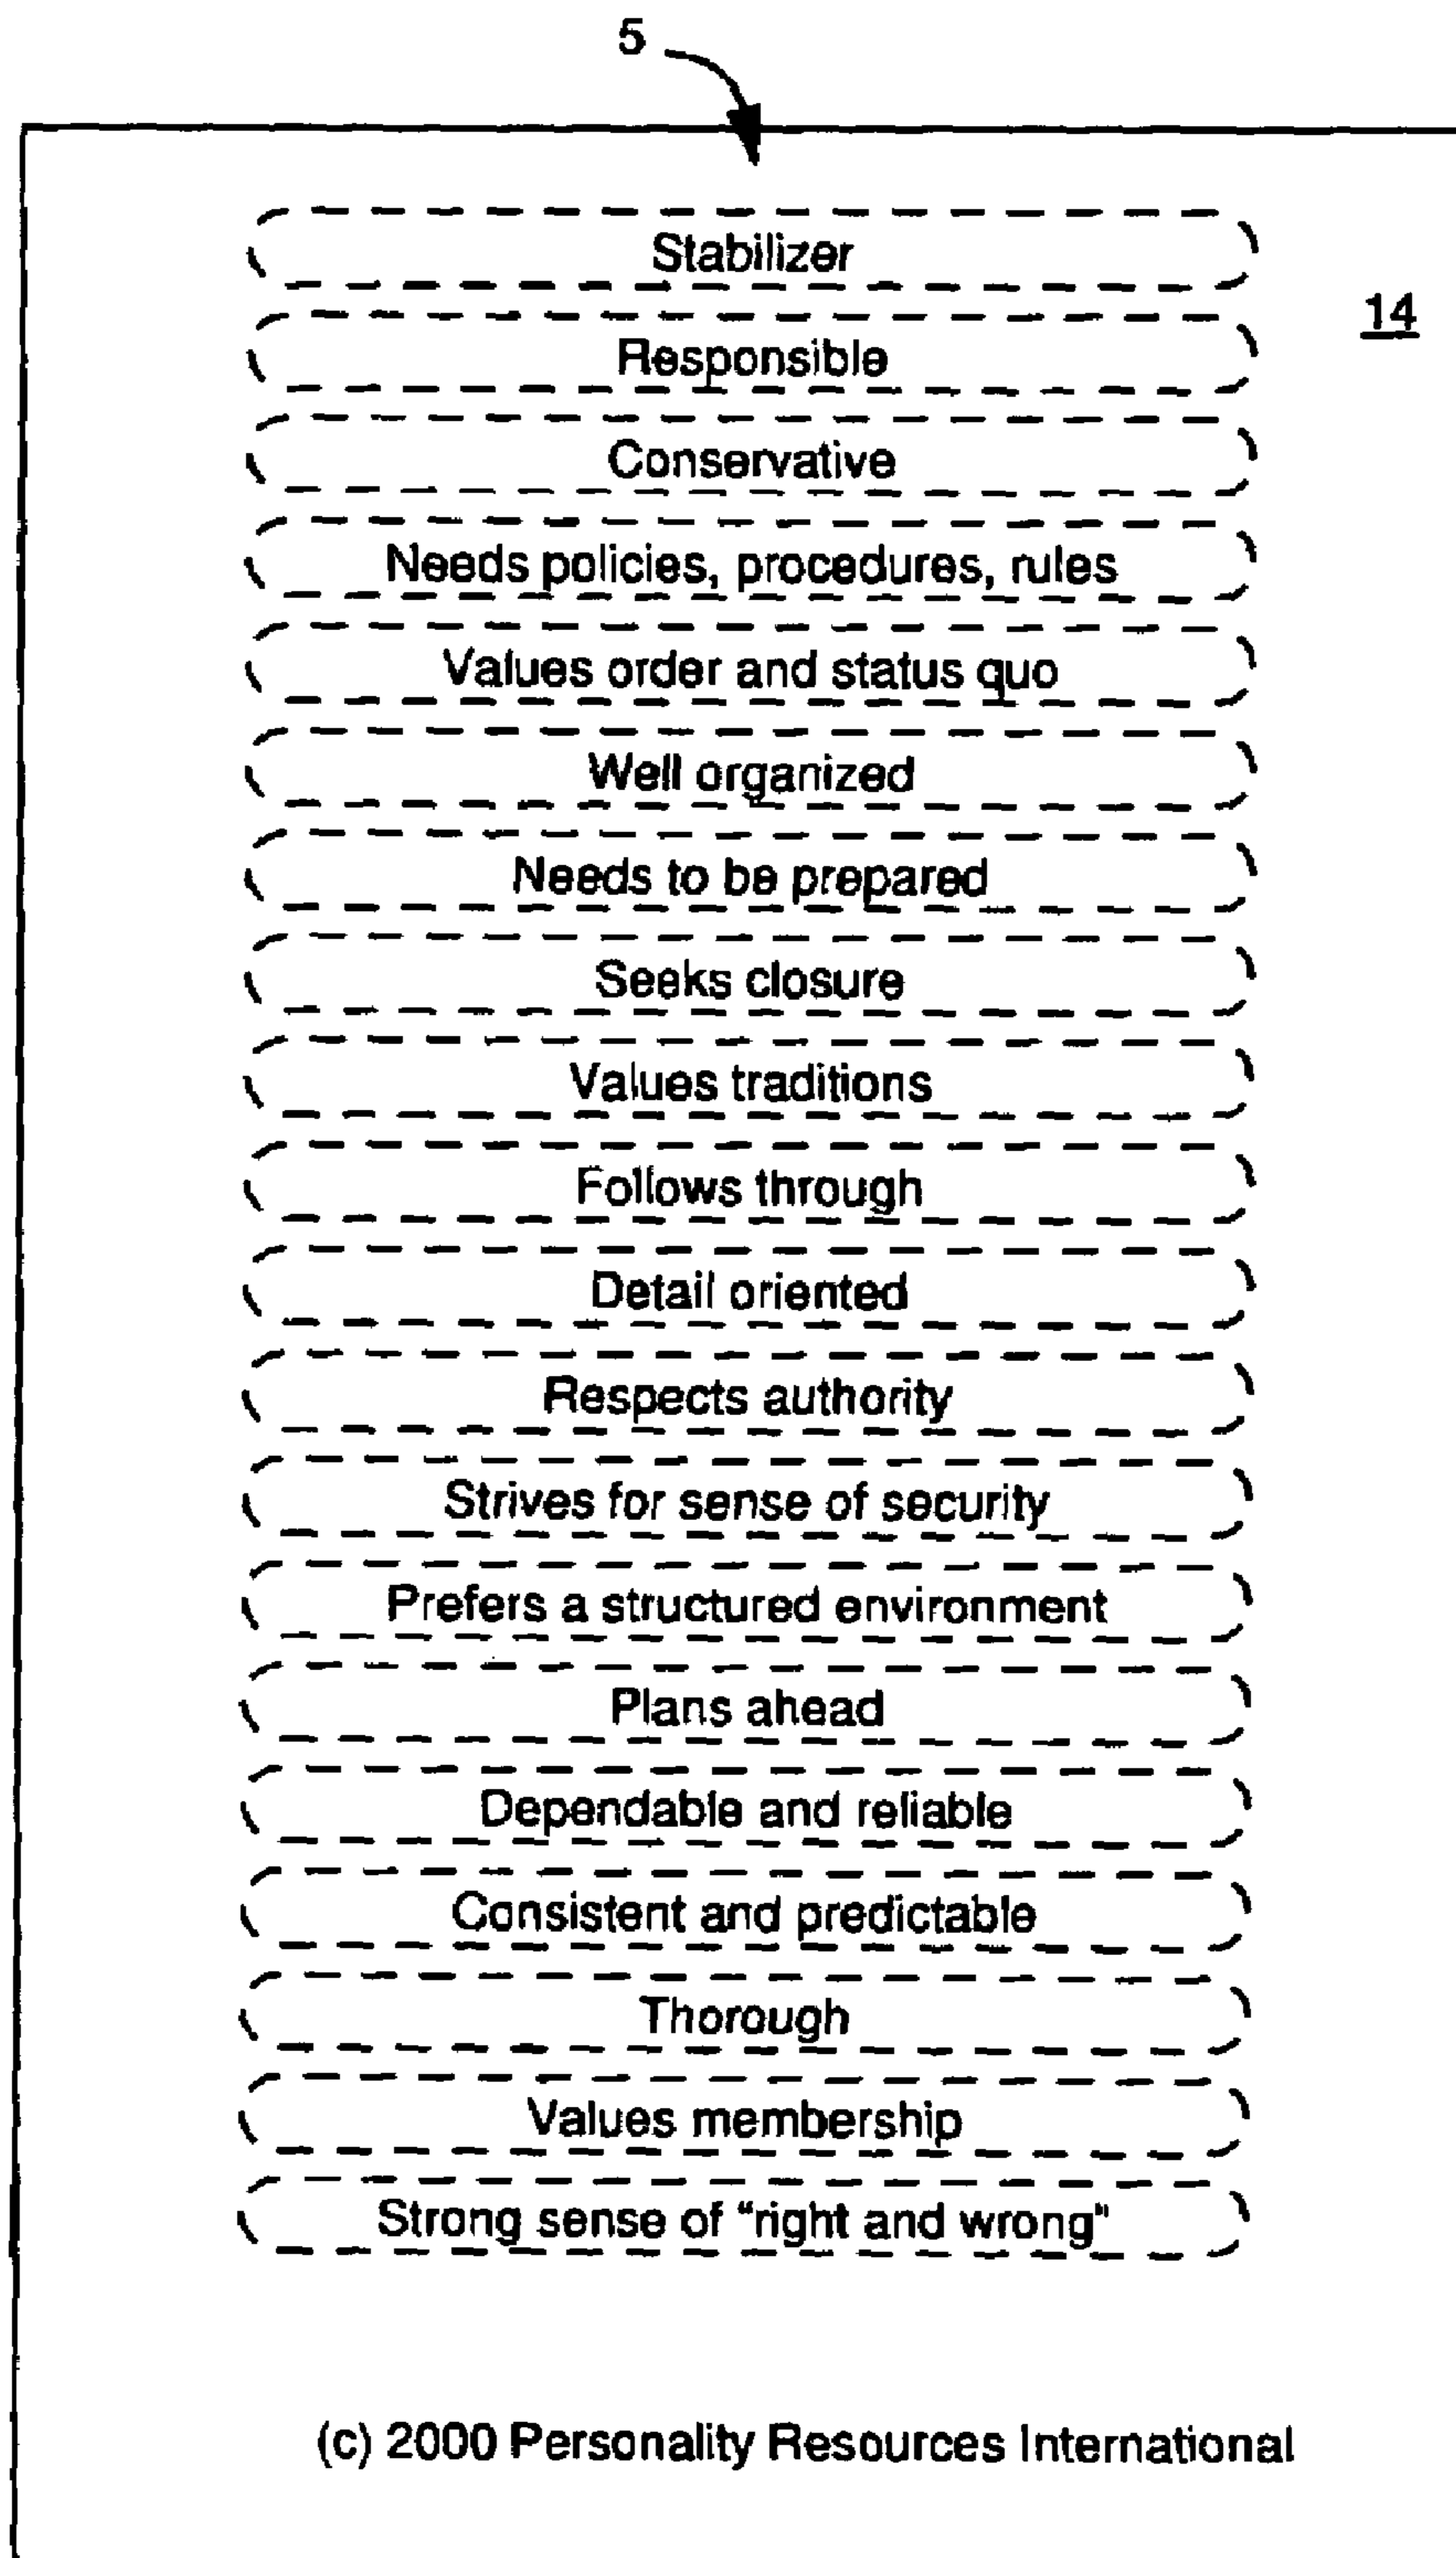 5
Stabilizer
14
Responsible
Conservative
Needs policies, procedures, rules
Values order and status quo
Well organized
Needs to be prepared
Seeks closure
Values traditions
Follows through
Detail oriented
Respects authority
Strives for sense of security
Prefers a structured environment
Plans ahead
Dependable and reliable
Consistent and predictable
Thorough
Values membership
Strong sense of "right and wrong"
(c) 2000 Personality Resources International